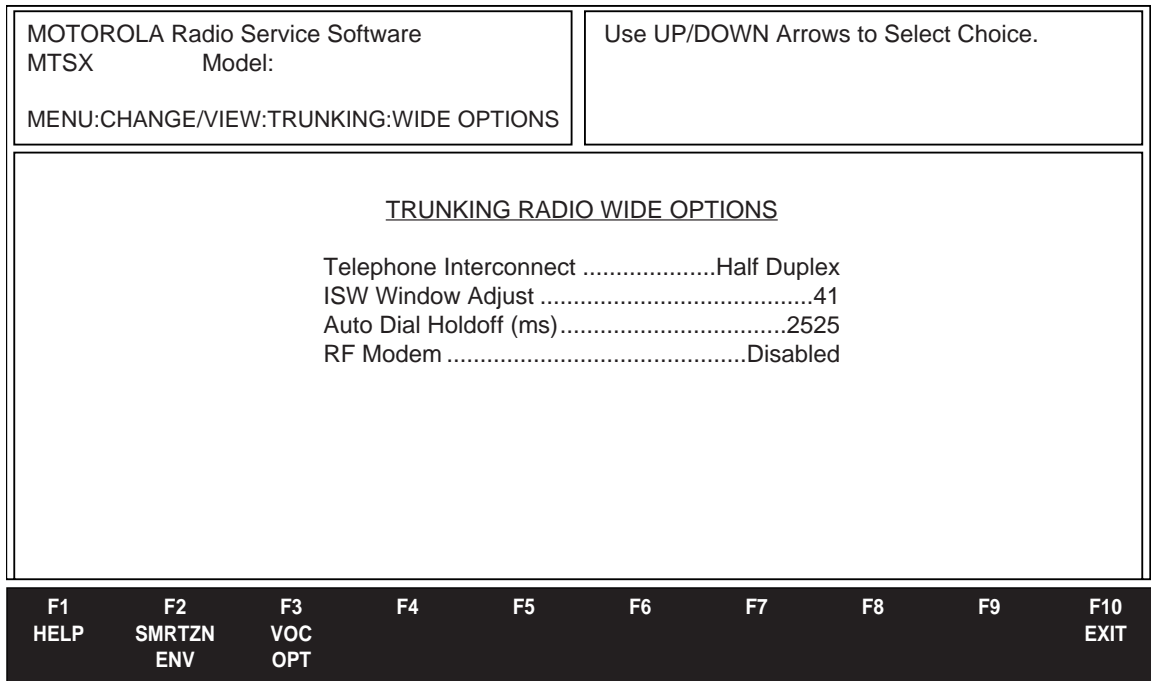 MOTOROLA Radio Service Software
MTSX Model:
MENU:CHANGE/VIEW:TRUNKING:WIDE OPTIONS
Use UP/DOWN Arrows to Select Choice.
TRUNKING RADIO WIDE OPTIONS
Telephone Interconnect ....................Half Duplex
ISW Window Adjust .........................................41
Auto Dial Holdoff (ms)..................................2525
RF Modem .............................................Disabled
F1 F2 F3 F4 F5 F6 F7 F8 F9 F10
HELP SMRTZN VOC EXIT
ENV OPT